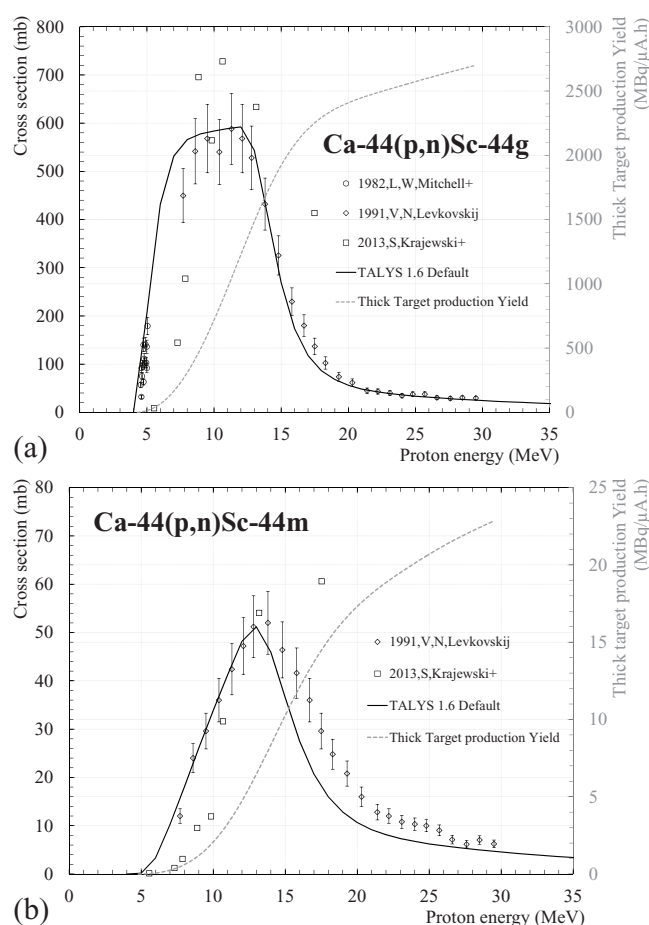 Cross section (mb)
800
700
600
500
400
300
200
100
0
0
5
10
15
20
25
30
35
Proton energy (MeV)
3000
2500
2000
1500
1000
500
0
Thick Target production Yield
(MBq/μA.h)
Ca-44(p,n)Sc-44g
1982,L,W,Mitchell+
1991,V,N,Levkovskij
2013,S,Krajewski+
TALYS 1.6 Default
Thick Target production Yield
(a)
Cross section (mb)
80
70
60
50
40
30
20
10
0
0
5
10
15
20
25
30
35
Proton energy (MeV)
25
20
15
10
5
0
Thick target production Yield
(MBq/μA.h)
Ca-44(p,n)Sc-44m
1991,V,N,Levkovskij
2013,S,Krajewski+
TALYS 1.6 Default
Thick Target production Yield
(b)